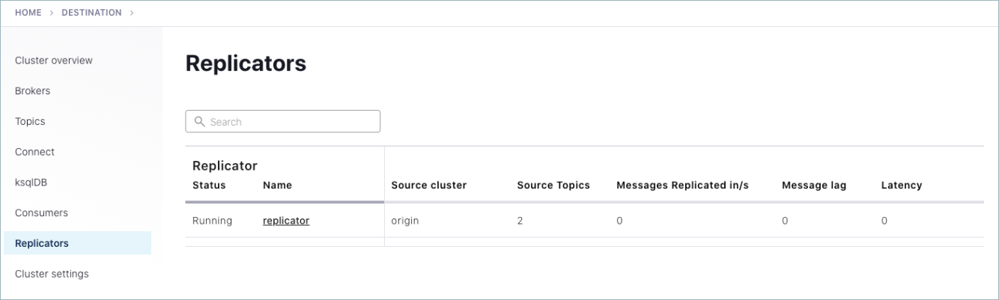 HOME > DESTINATION >
Cluster overview
Brokers
Topics
Connect
ksqlDB
Consumers
Replicators
Cluster settings
Replicators
Search
Replicator
Status Name Source cluster Source Topics Messages Replicated in/s Message lag Latency
Running replicator origin 2 0 0 0